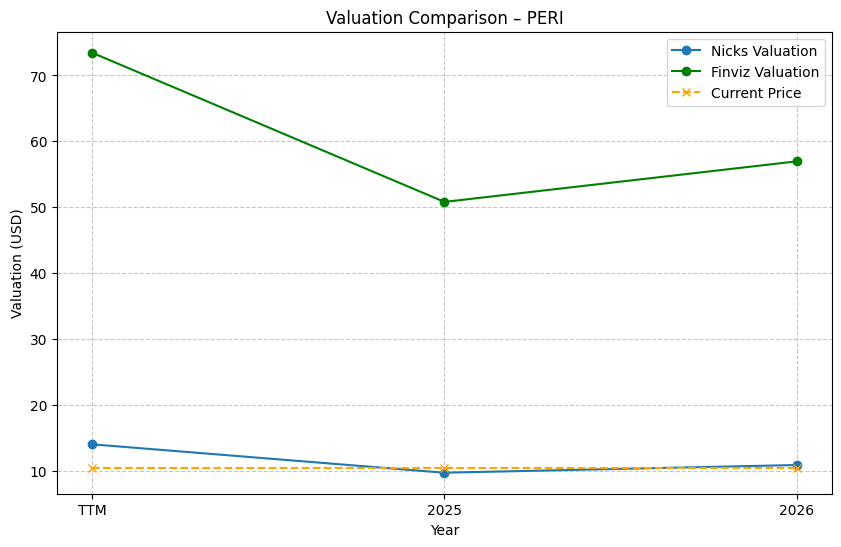 Valuation Comparison – PERI
Nicks Valuation
Finviz Valuation
Current Price
Valuation (USD)
70
60
50
40
30
20
10
TTM
2025
2026
Year